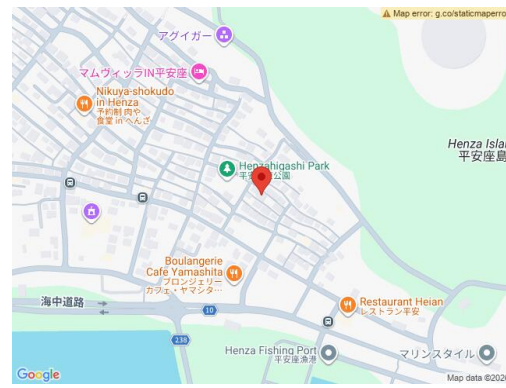 Map error: g.co/staticmaperro
アグイガー
マムヴィッラIN平安座
Nikuya-shokudo
in Henza
予約制 肉や
食堂 in へんざ
Henza Isla
平安座島
Henzahigashi Park
平安
公園
Boulangerie
Cafe Yamashita
ブロンジェリー
カフェ・ヤマシタ…
海中道路
10
Restaurant Heian
レストラン平安
238
Henza Fishing Port
平安座漁港
マリンスタイル
Google
Map data ©2026